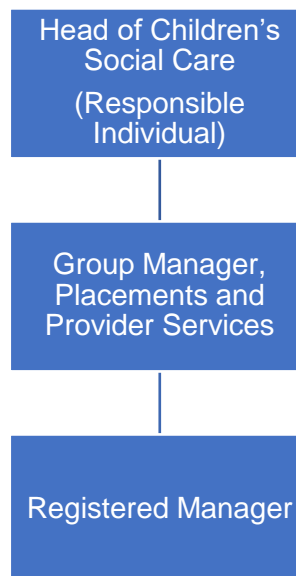 Head of Children’s
Social Care
(Responsible
Individual)
Group Manager,
Placements and
Provider Services
Registered Manager